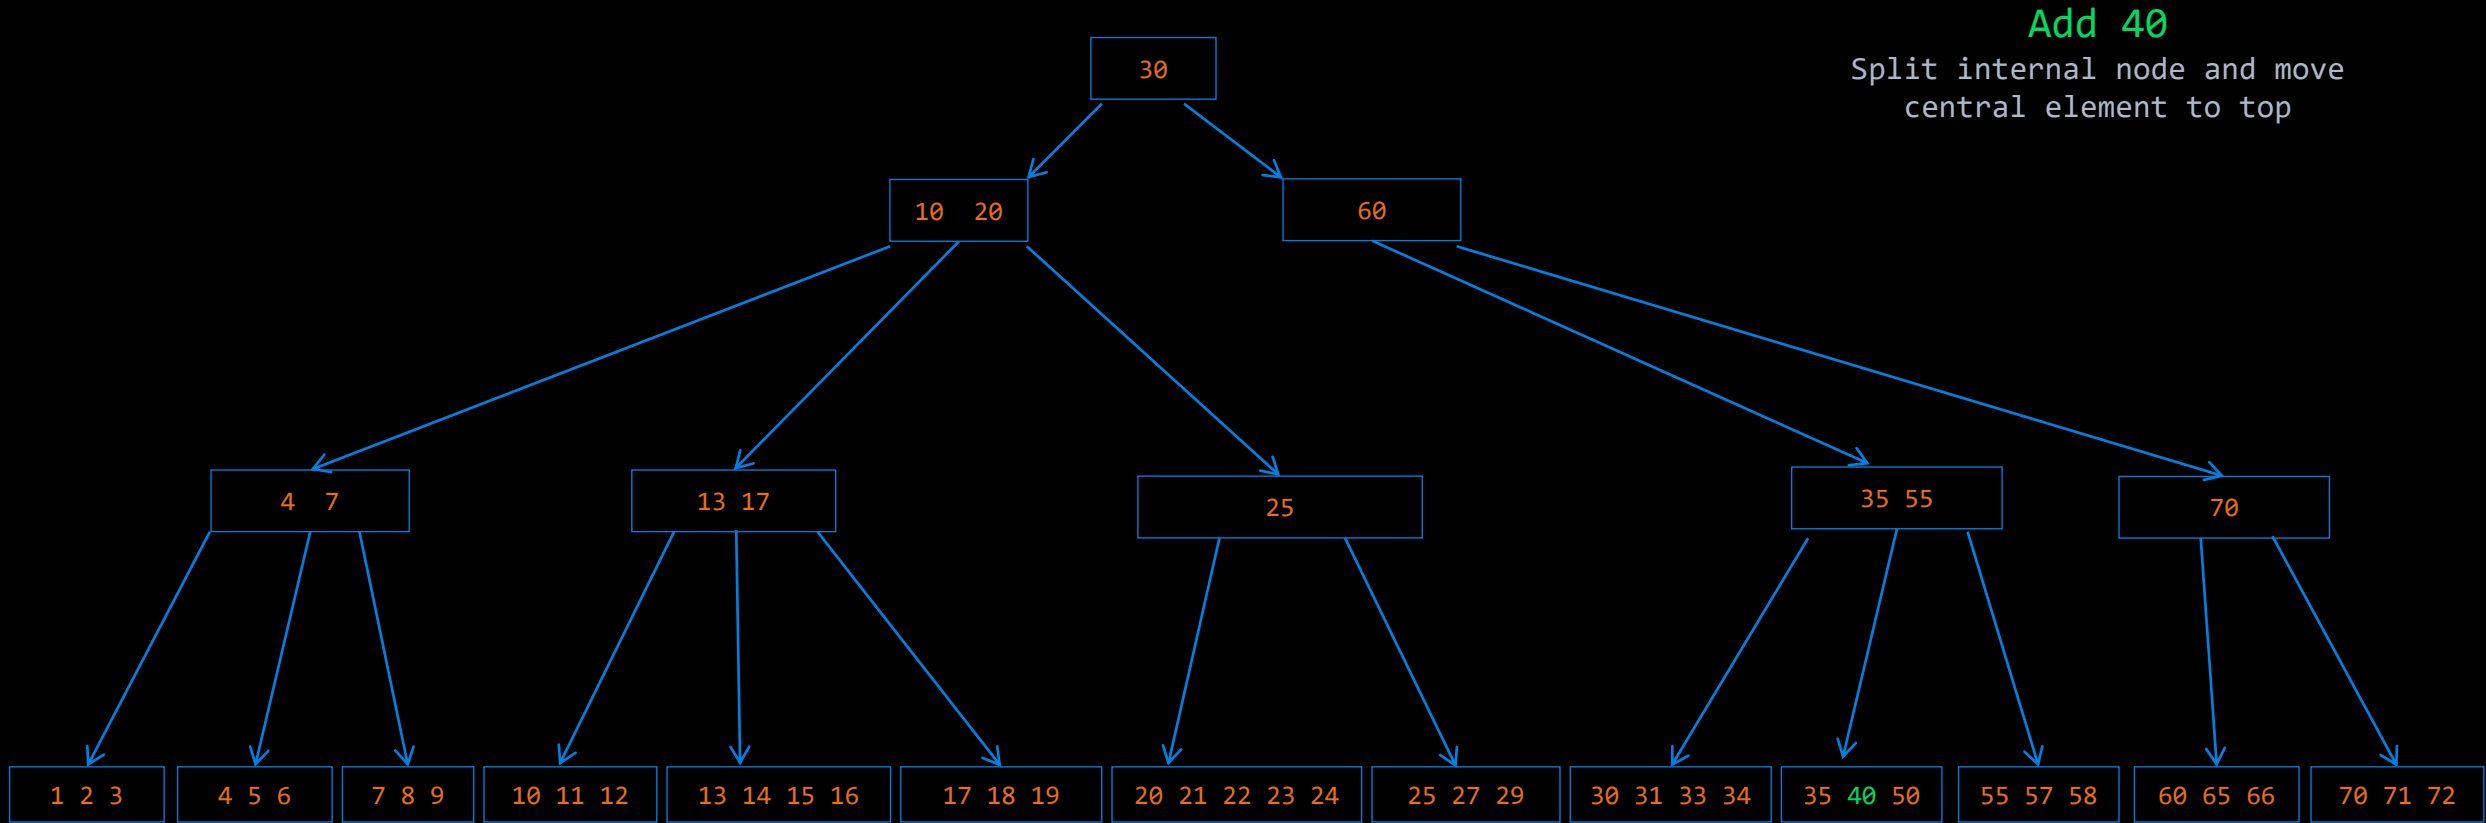 Add 40
Split internal node and move
central element to top
30
10 20
60
4 7
13 17
25
35 55
70
1 2 3
4 5 6
7 8 9
10 11 12
13 14 15 16
17 18 19
20 21 22 23 24
25 27 29
30 31 33 34
35 40 50
55 57 58
60 65 66
70 71 72